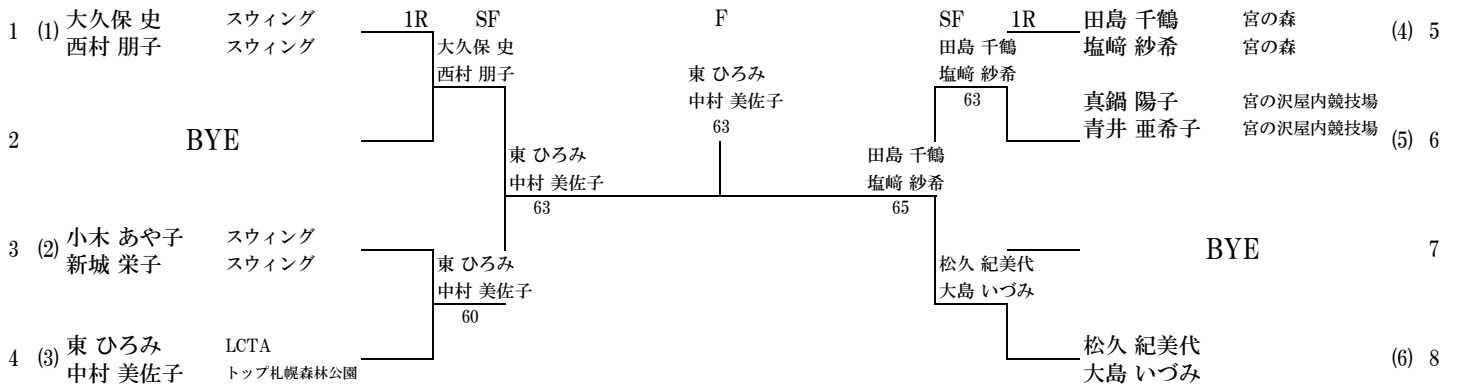 1R SF F SF 1R
1 (1) 大久保 史 スウィング
西村 朋子 スウィング
大久保 史
西村 朋子
2 BYE
東 ひろみ
中村 美佐子
63
3 (2) 小木 あや子 スウィング
新城 栄子 スウィング
東 ひろみ
中村 美佐子
60
4 (3) 東 ひろみ LCTA
中村 美佐子 トップ札幌森林公園
東 ひろみ
中村 美佐子
63
田島 千鶴 宮の森 (4) 5
塩﨑 紗希 宮の森
田島 千鶴
塩﨑 紗希
63
真鍋 陽子 宮の沢屋内競技場
青井 亜希子 宮の沢屋内競技場 (5) 6
田島 千鶴
塩﨑 紗希
65
BYE 7
松久 紀美代
大島 いづみ
松久 紀美代
大島 いづみ (6) 8